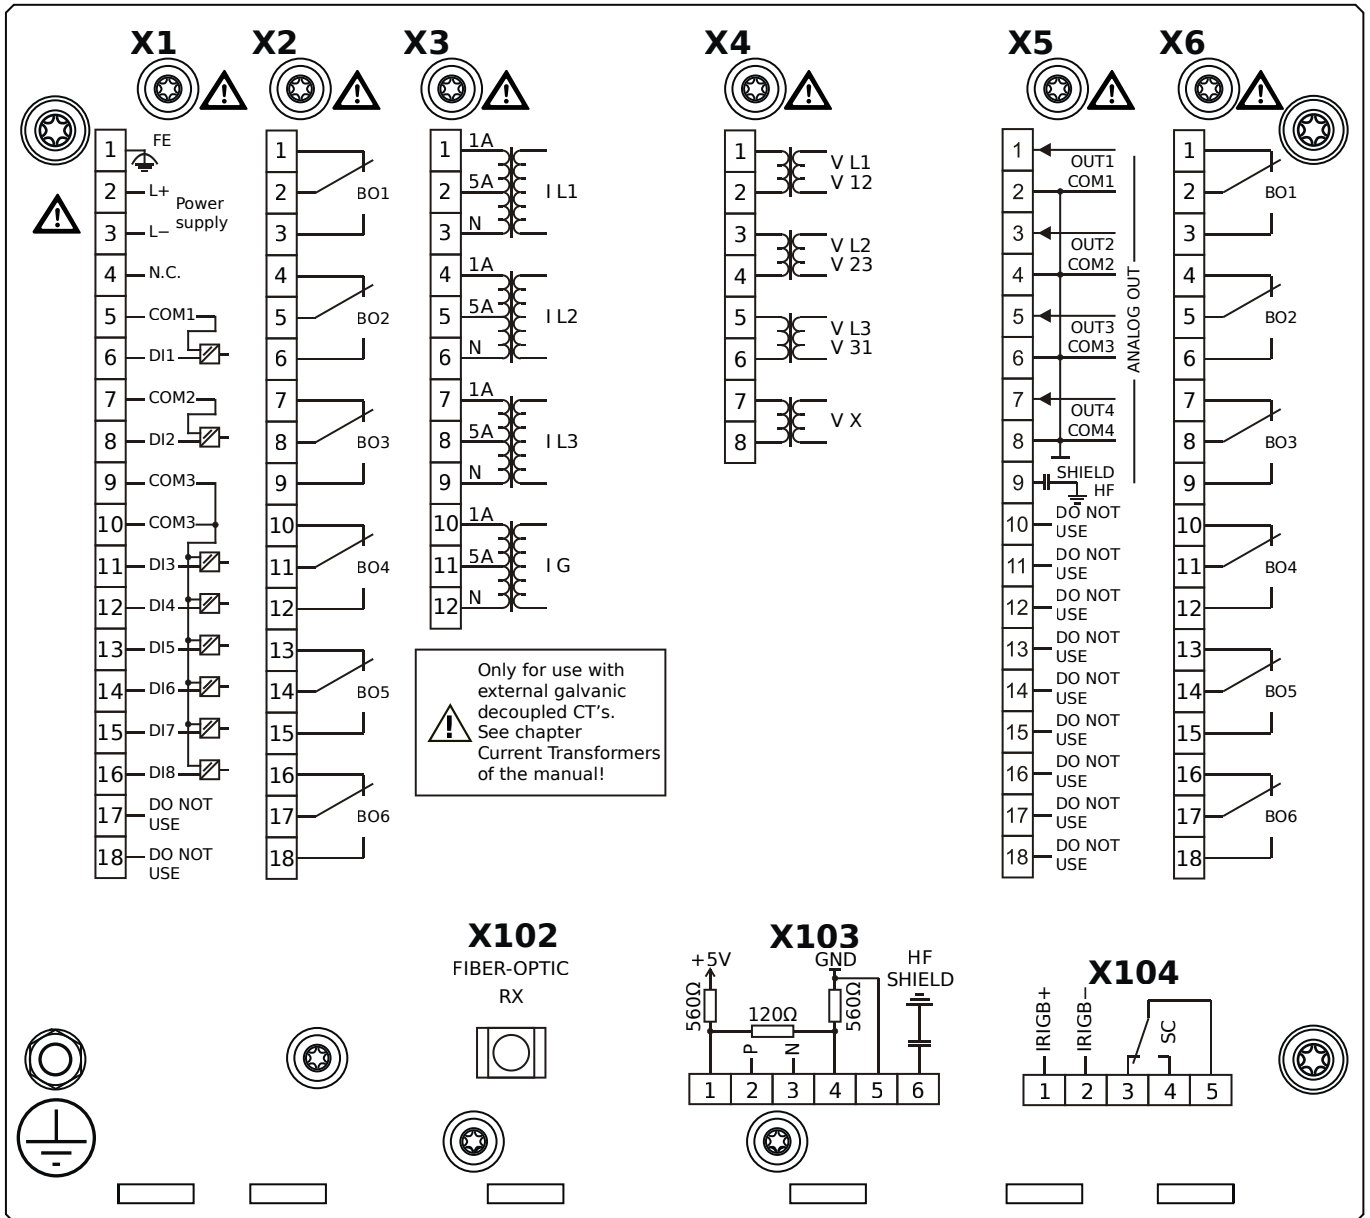 X1
X2
X3
X4
X5
X6
1 FE
2 L+ Power
supply
3 L−
4 N.C.
5 COM1
6 DI1
7 COM2
8 DI2
9 COM3
10 COM3
11 DI3
12 DI4
13 DI5
14 DI6
15 DI7
16 DI8
17 DO NOT
USE
18 DO NOT
USE
1
2 BO1
3
4
5 BO2
6
7
8 BO3
9
10
11 BO4
12
13
14 BO5
15
16
17 BO6
18
1 1A
2 5A I L1
3 N
4 1A
5 5A I L2
6 N
7 1A
8 5A I L3
9 N
10 1A
11 5A I G
12 N
Only for use with
external galvanic
decoupled CT's.
See chapter
Current Transformers
of the manual!
1 V L1
2 V 12
3 V L2
4 V 23
5 V L3
6 V 31
7 V X
8
1 OUT1
2 COM1
3 OUT2
4 COM2
5 OUT3
6 COM3
7 OUT4
8 COM4
ANALOG OUT
9 SHIELD
HF
10 DO NOT
USE
11 DO NOT
USE
12 DO NOT
USE
13 DO NOT
USE
14 DO NOT
USE
15 DO NOT
USE
16 DO NOT
USE
17 DO NOT
USE
18 DO NOT
USE
1
2 BO1
3
4
5 BO2
6
7
8 BO3
9
10
11 BO4
12
13
14 BO5
15
16
17 BO6
18
X102
FIBER-OPTIC
RX
X103
+5V GND HF
SHIELD
560Ω 120Ω 560Ω
P N
1 2 3 4 5 6
X104
IRIGB+ IRIGB− SC
1 2 3 4 5